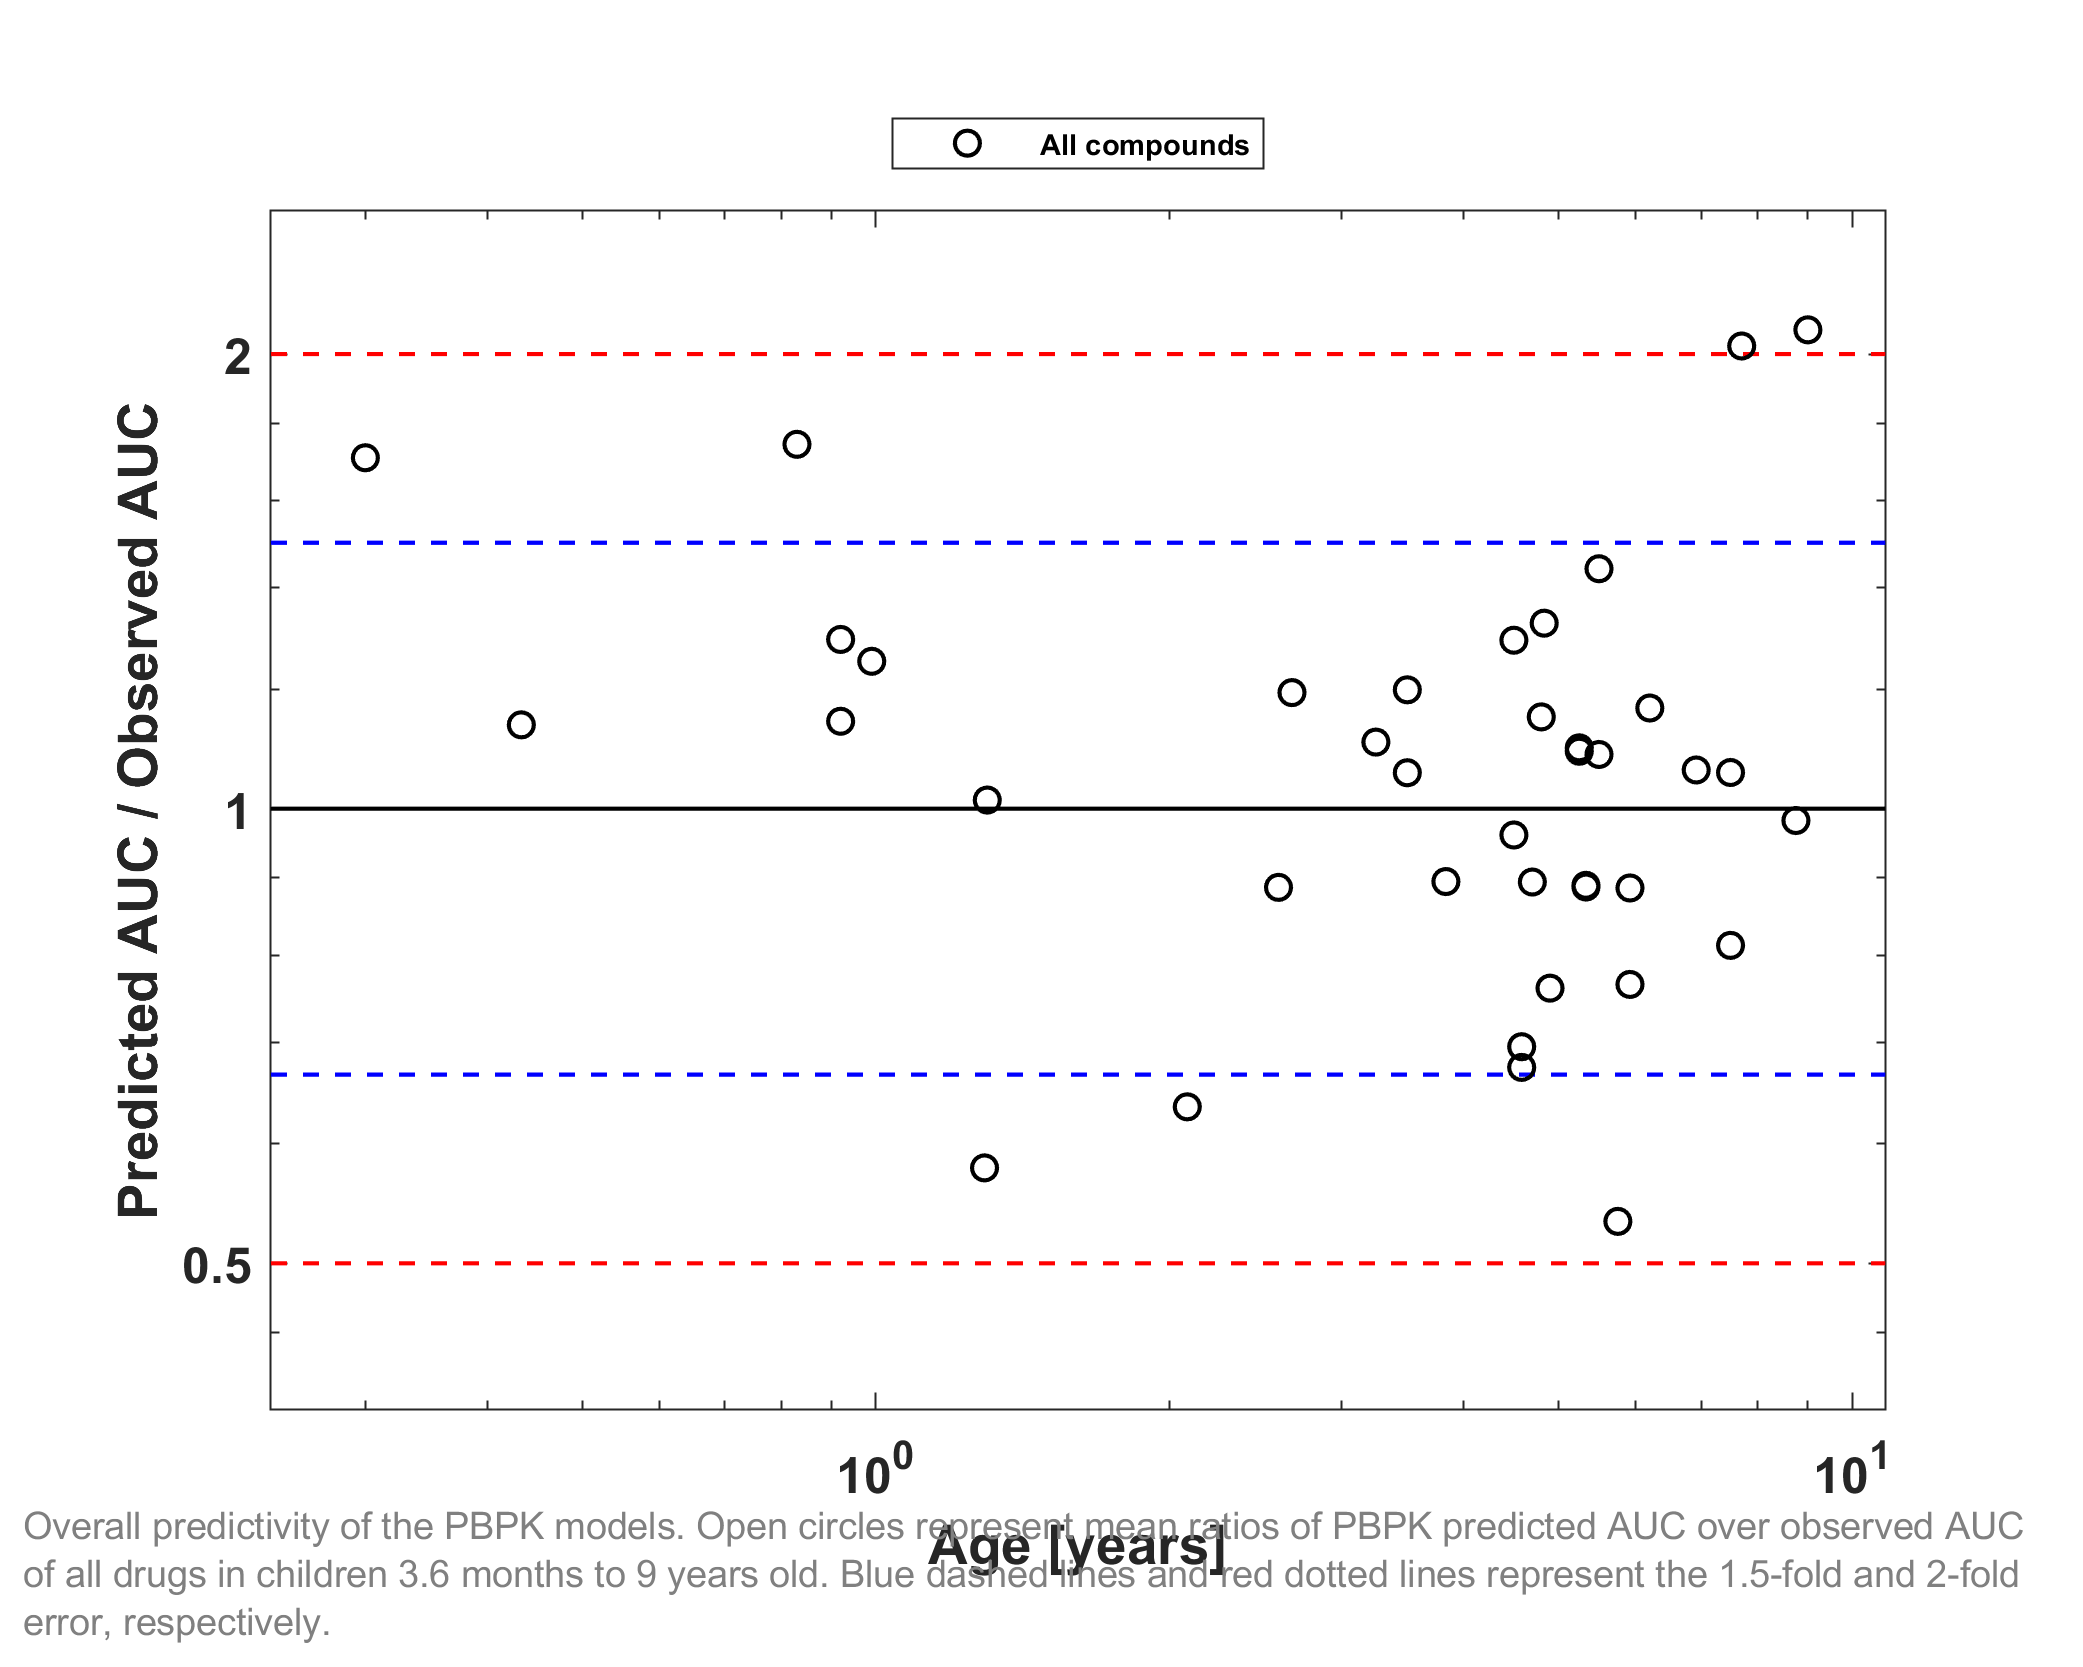 All compounds
Predicted AUC / Observed AUC
2
1
0.5
10^0
10^1
Age [years]
Overall predictivity of the PBPK models. Open circles represent mean ratios of PBPK predicted AUC over observed AUC
of all drugs in children 3.6 months to 9 years old. Blue dashed lines and red dotted lines represent the 1.5-fold and 2-fold
error, respectively.